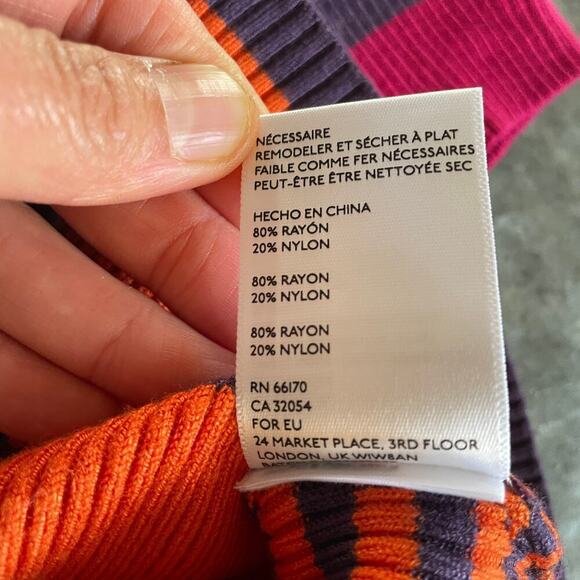 NÉCESSAIRE
REMODELER ET SÉCHER À PLAT
FAIBLE COMME FER NÉCESSAIRES
PEUT-ÊTRE ÊTRE NETTOYÉE SEC
HECHO EN CHINA
80% RAYÓN
20% NYLON
80% RAYON
20% NYLON
80% RAYON
20% NYLON
RN 66170
CA 32054
FOR EU
24 MARKET PLACE, 3RD FLOOR
LONDON, UK WIW8AN